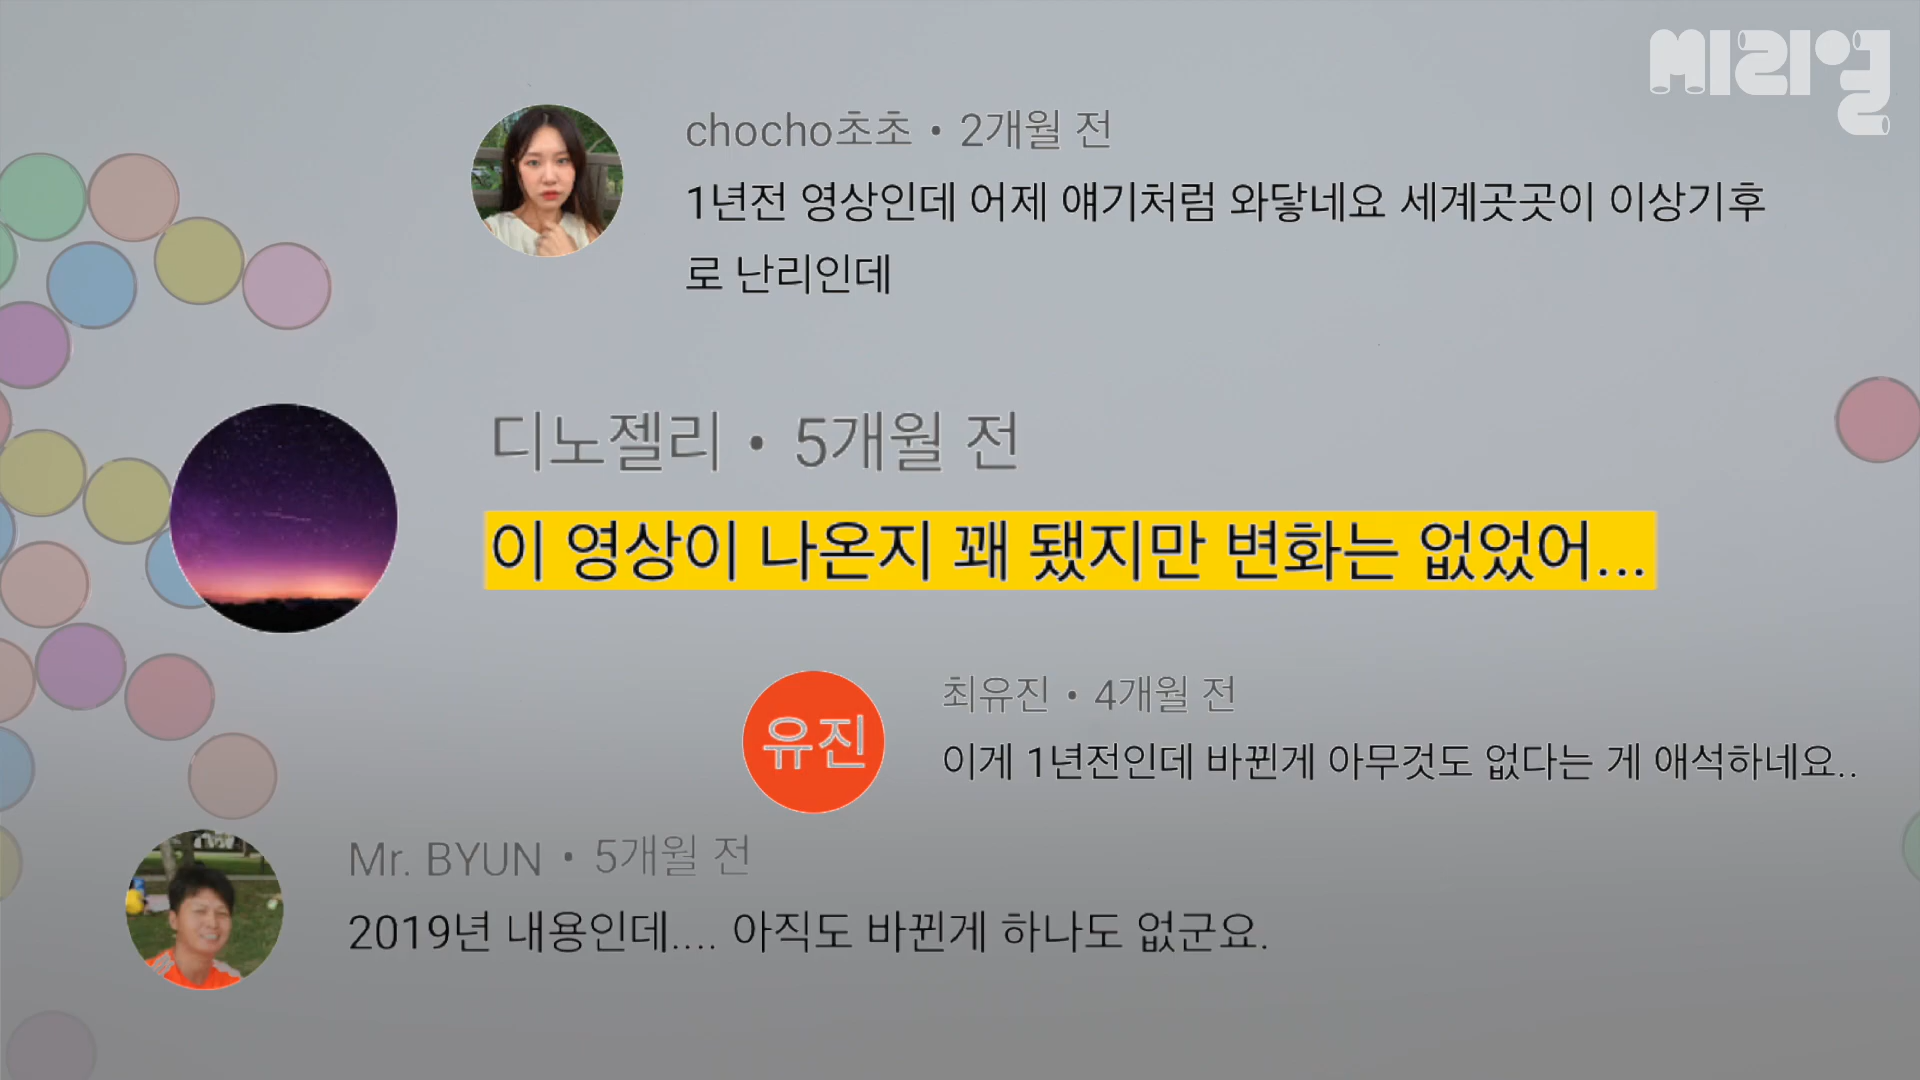 씨리얼
chocho초초 • 2개월 전
1년전 영상인데 어제 얘기처럼 와닿네요 세계곳곳이 이상기후
로 난리인데
디노젤리 • 5개월 전
이 영상이 나온지 꽤 됐지만 변화는 없었어...
유진
최유진 • 4개월 전
이게 1년전인데 바뀐게 아무것도 없다는 게 애석하네요..
Mr. BYUN • 5개월 전
2019년 내용인데.... 아직도 바뀐게 하나도 없군요.